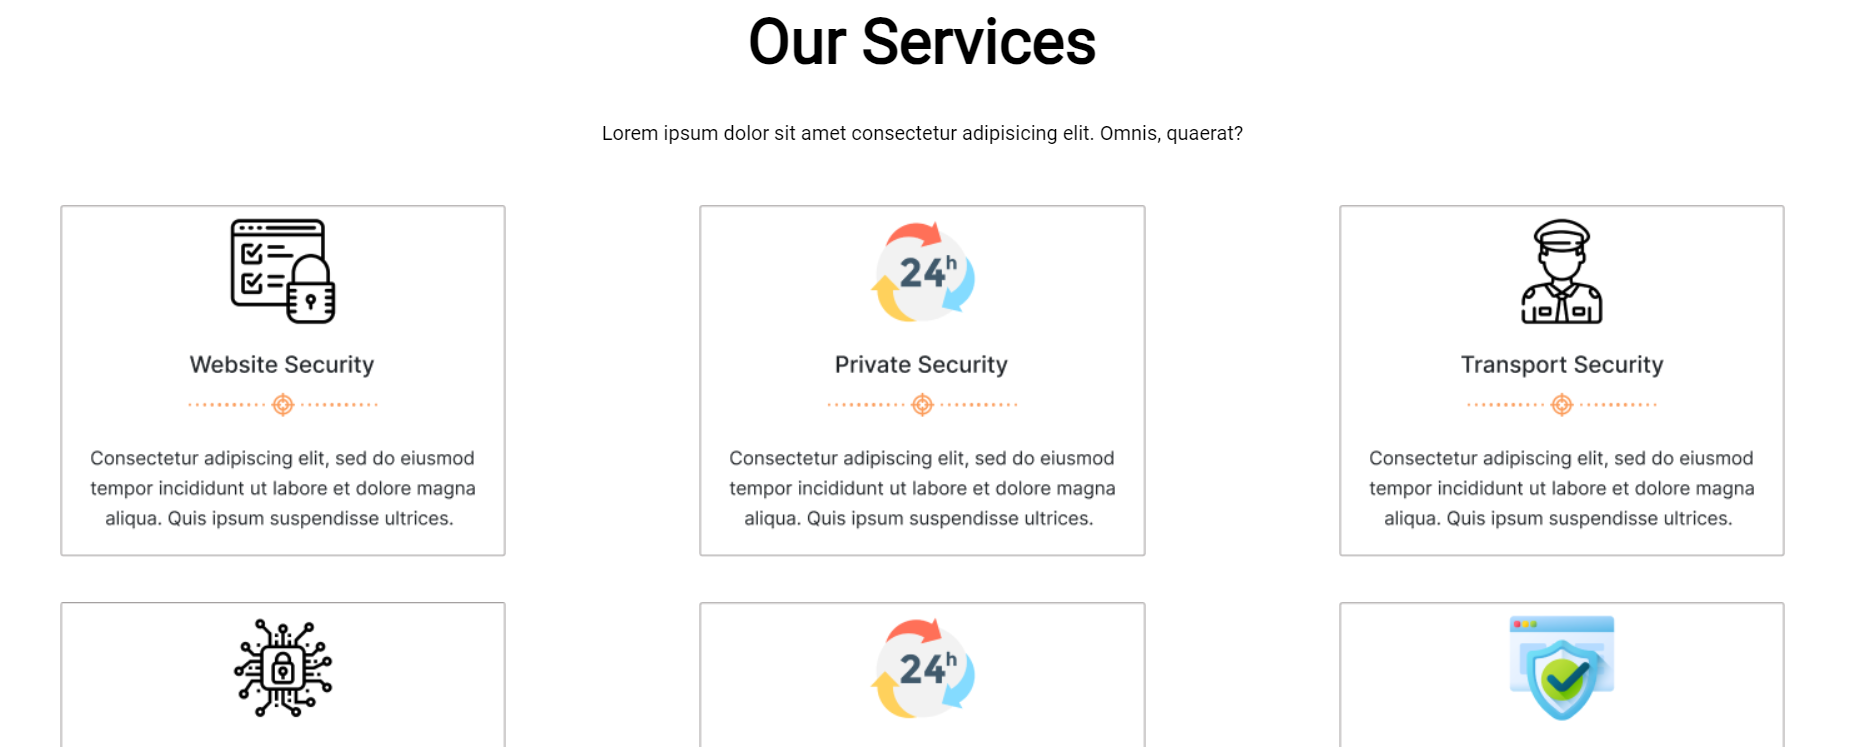 Our Services
Lorem ipsum dolor sit amet consectetur adipisicing elit. Omnis, quaerat?
24h
Website Security
Private Security
Transport Security
Consectetur adipiscing elit, sed do eiusmod
tempor incididunt ut labore et dolore magna
aliqua. Quis ipsum suspendisse ultrices.
Consectetur adipiscing elit, sed do eiusmod
tempor incididunt ut labore et dolore magna
aliqua. Quis ipsum suspendisse ultrices.
Consectetur adipiscing elit, sed do eiusmod
tempor incididunt ut labore et dolore magna
aliqua. Quis ipsum suspendisse ultrices.
24h